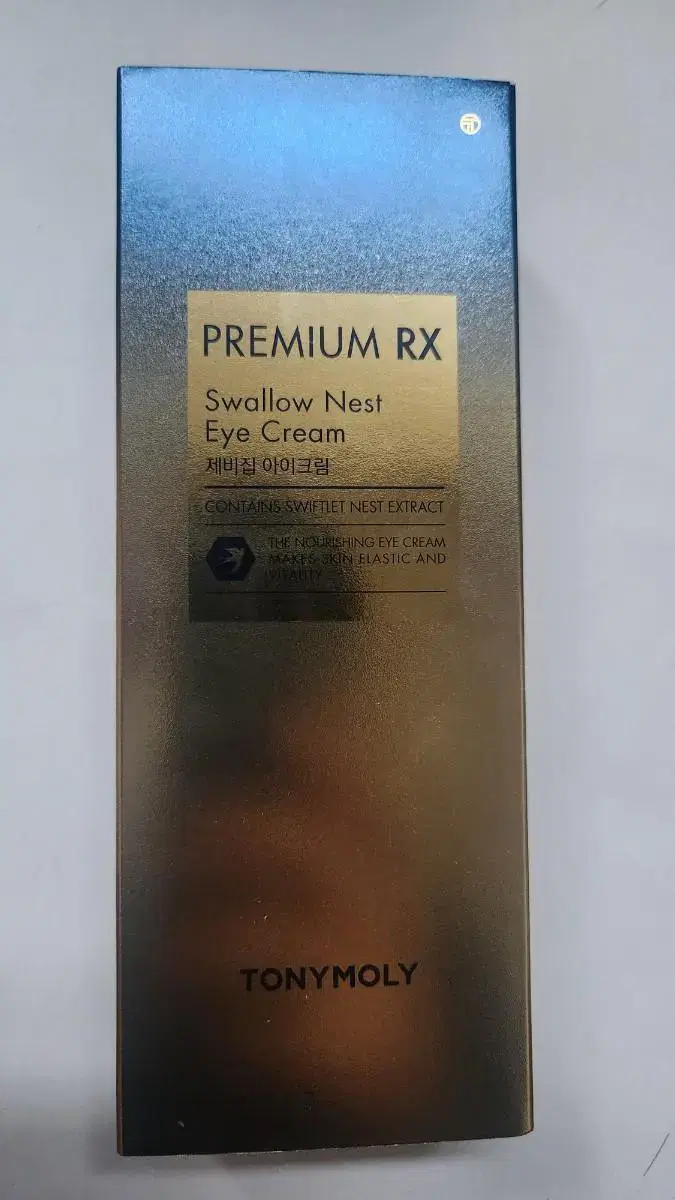 PREMIUM RX
Swallow Nest
Eye Cream
제비집 아이크림
CONTAINS SWIFTLET NEST EXTRACT
THE NOURISHING EYE CREAM
MAKES SKIN ELASTIC AND
VITALITY
TONYMOLY